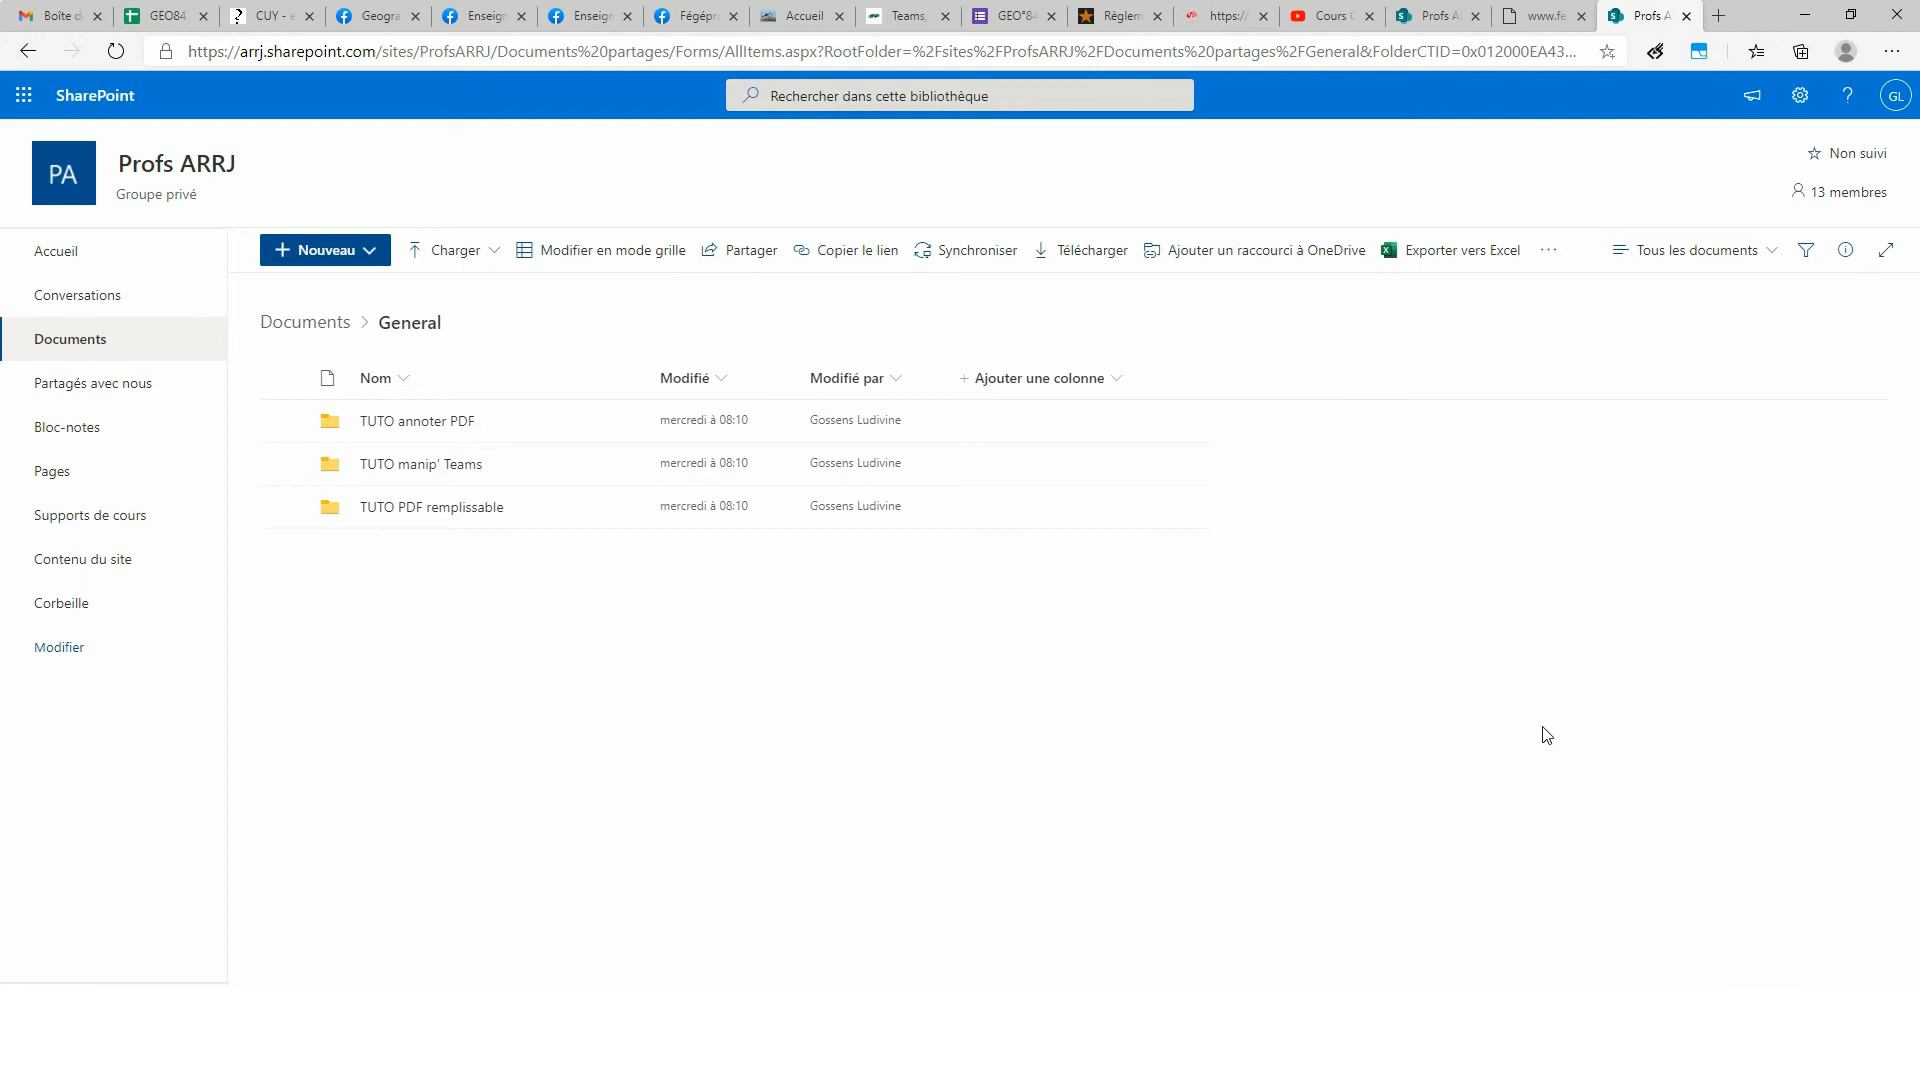 Boîte d
GEO84
CUY - e
Geogra
Enseign
Enseign
Fégépr
Accueil
Teams,
GEO°84
Règlem
https:/
Cours C
Profs A
www.fe
Profs A
https://arrj.sharepoint.com/sites/ProfsARRJ/Documents%20partages/Forms/AllItems.aspx?RootFolder=%2Fsites%2FProfsARRJ%2FDocuments%20partages%2FGeneral&FolderCTID=0x012000EA43...
SharePoint
Rechercher dans cette bibliothèque
GL
PA
Profs ARRJ
Groupe privé
Non suivi
13 membres
Nouveau
Charger
Modifier en mode grille
Partager
Copier le lien
Synchroniser
Télécharger
Ajouter un raccourci à OneDrive
Exporter vers Excel
Tous les documents
Accueil
Conversations
Documents
Partagés avec nous
Bloc-notes
Pages
Supports de cours
Contenu du site
Corbeille
Modifier
Documents > General
Nom Modifié Modifié par + Ajouter une colonne
TUTO annoter PDF mercredi à 08:10 Gossens Ludivine
TUTO manip' Teams mercredi à 08:10 Gossens Ludivine
TUTO PDF remplissable mercredi à 08:10 Gossens Ludivine